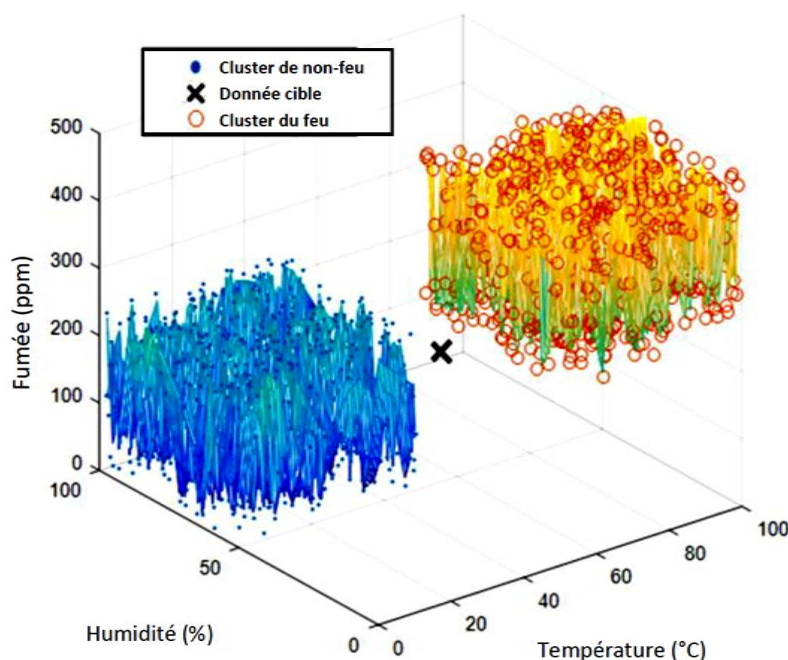 Cluster de non-feu
Donnée cible
Cluster du feu
500
400
300
200
100
0
Fumée (ppm)
100
50
0
Humidité (%)
0
20
40
60
80
100
Température (°C)